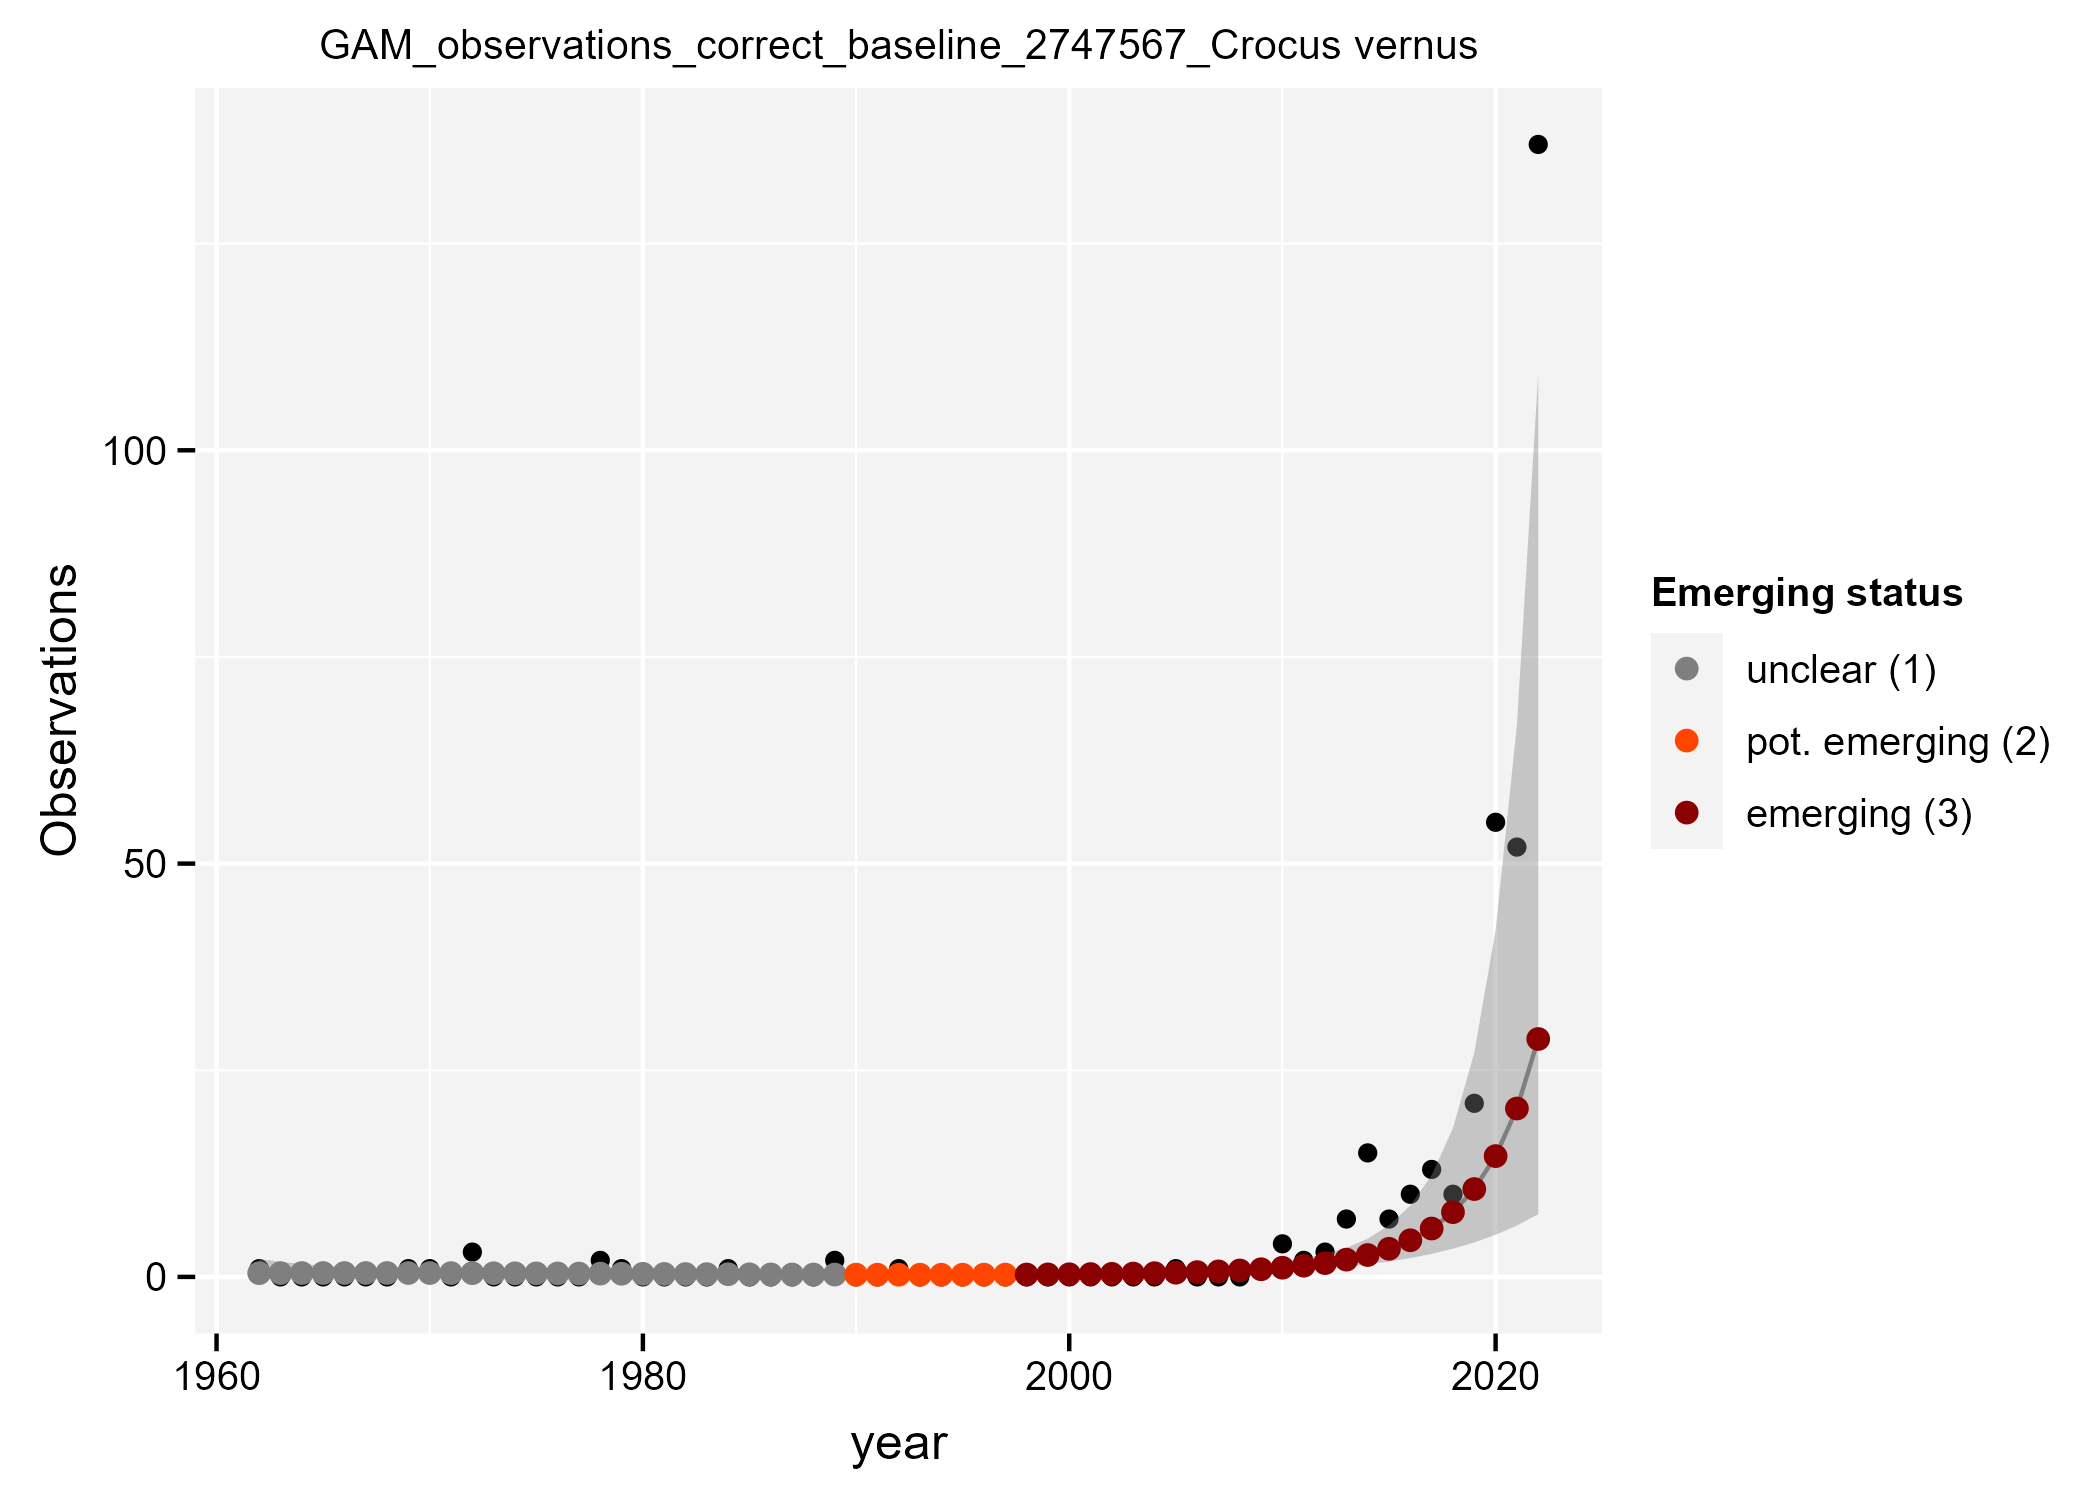 GAM_observations_correct_baseline_2747567_Crocus vernus
Observations
100
50
0
1960
1980
2000
2020
year
Emerging status
unclear (1)
pot. emerging (2)
emerging (3)